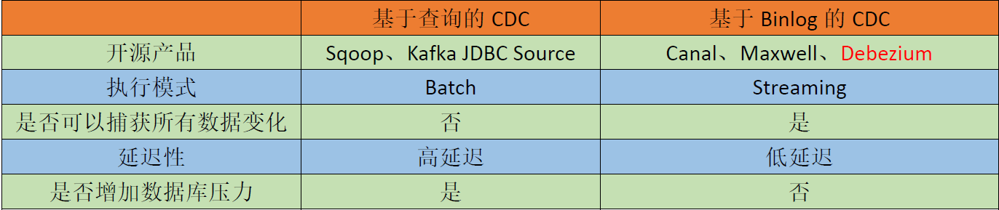 基于查询的 CDC 基于 Binlog 的 CDC
开源产品 Sqoop、Kafka JDBC Source Canal、Maxwell、Debezium
执行模式 Batch Streaming
是否可以捕获所有数据变化 否 是
延迟性 高延迟 低延迟
是否增加数据库压力 是 否